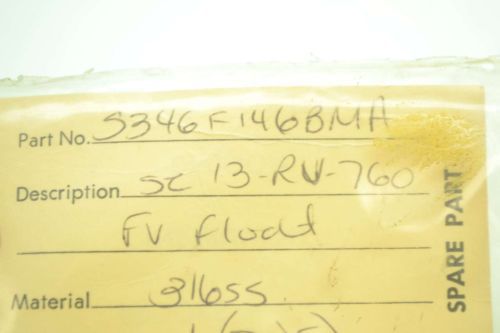 Part No. S346F146BMA
Description SC 13-RV-760
FV Float
Material 316SS
SPARE PART